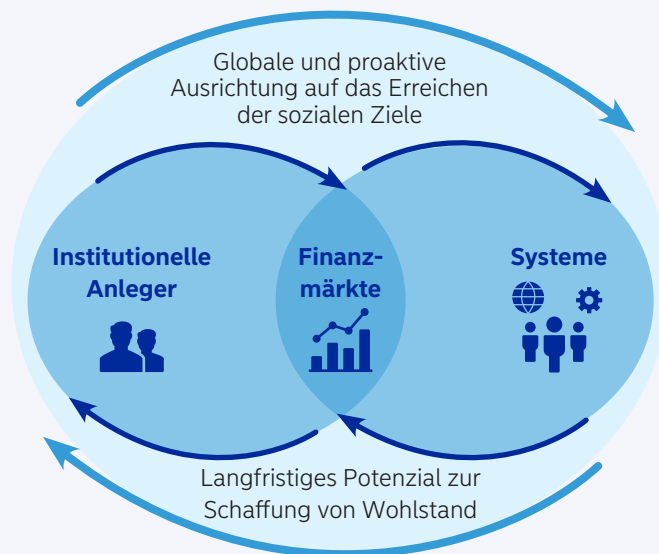 Globale und proaktive
Ausrichtung auf das Erreichen
der sozialen Ziele
Institutionelle
Anleger
Finanz-
märkte
Systeme
Langfristiges Potenzial zur
Schaffung von Wohlstand